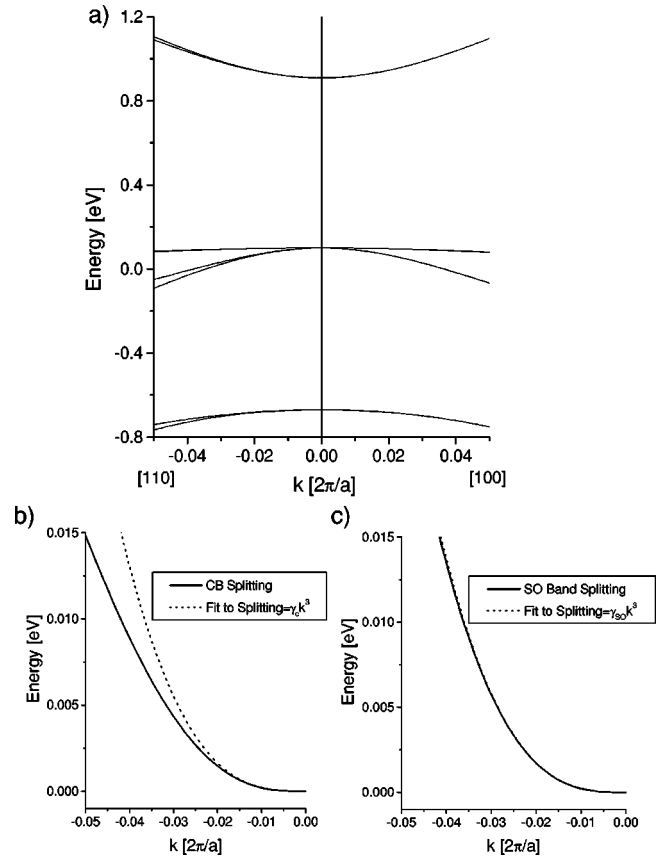 a)
1.2
0.8
0.4
0.0
-0.4
-0.8
Energy [eV]
-0.04 -0.02 0.00 0.02 0.04
[110] k [2π/a] [100]
b)
0.015
0.010
0.005
0.000
Energy [eV]
CB Splitting
Fit to Splitting=γck³
-0.05 -0.04 -0.03 -0.02 -0.01 0.00
k [2π/a]
c)
0.015
0.010
0.005
0.000
Energy [eV]
SO Band Splitting
Fit to Splitting=γSOk³
-0.05 -0.04 -0.03 -0.02 -0.01 0.00
k [2π/a]